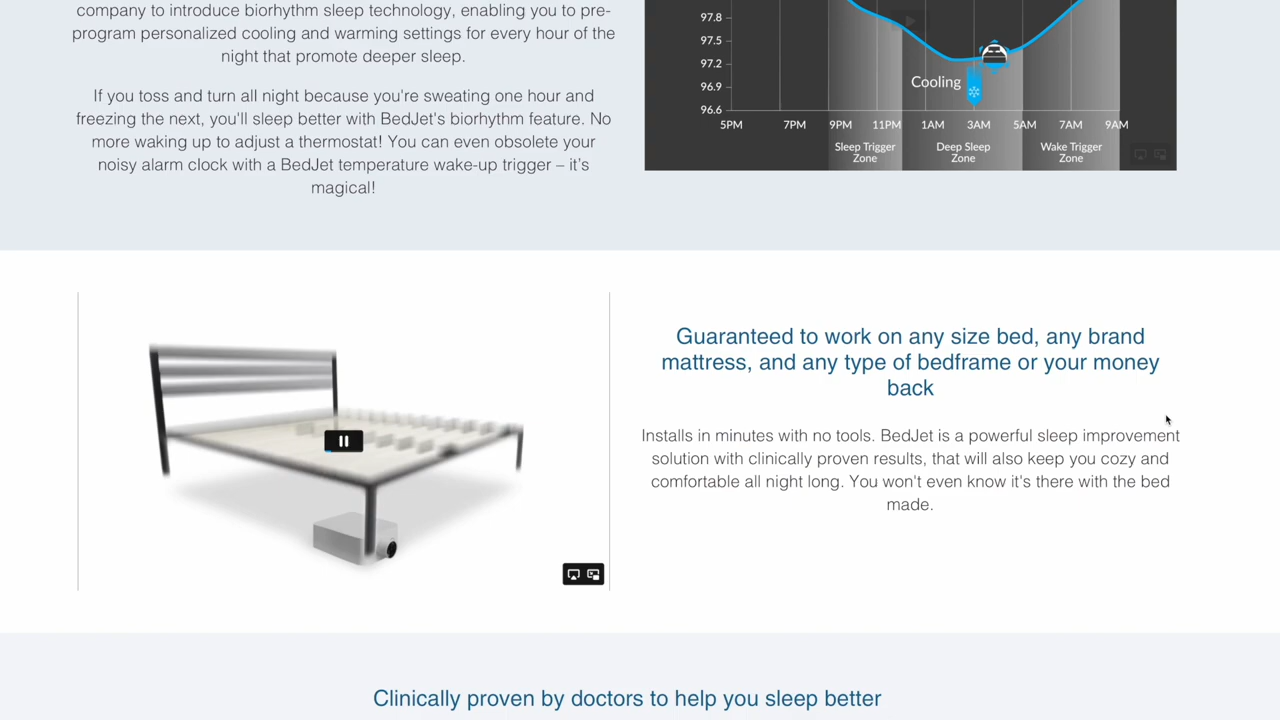 company to introduce biorhythm sleep technology, enabling you to pre-
program personalized cooling and warming settings for every hour of the
night that promote deeper sleep.
If you toss and turn all night because you're sweating one hour and
freezing the next, you'll sleep better with BedJet's biorhythm feature. No
more waking up to adjust a thermostat! You can even obsolete your
noisy alarm clock with a BedJet temperature wake-up trigger – it's
magical!
97.8
97.5
97.2
96.9
96.6
Cooling
5PM 7PM 9PM 11PM 1AM 3AM 5AM 7AM 9AM
Sleep Trigger
Zone
Deep Sleep
Zone
Wake Trigger
Zone
Guaranteed to work on any size bed, any brand
mattress, and any type of bedframe or your money
back
Installs in minutes with no tools. BedJet is a powerful sleep improvement
solution with clinically proven results, that will also keep you cozy and
comfortable all night long. You won't even know it's there with the bed
made.
Clinically proven by doctors to help you sleep better